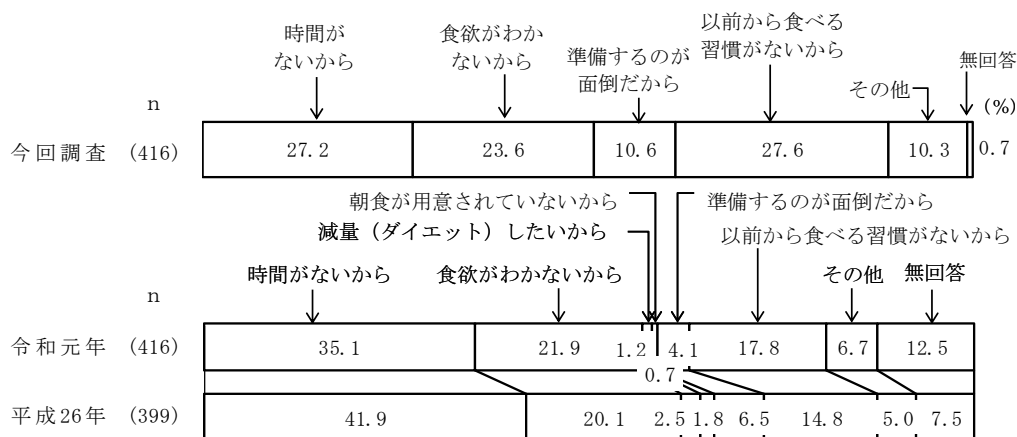 時間が
ないから
食欲がわか
ないから
準備するのが
面倒だから
以前から食べる
習慣がないから
その他
無回答
n
(%)
今回調査 (416) 27.2 23.6 10.6 27.6 10.3 0.7
朝食が用意されていないから 準備するのが面倒だから
減量（ダイエット）したいから 以前から食べる習慣がないから
時間がないから 食欲がわかないから その他 無回答
n
令和元年 (416) 35.1 21.9 1.2 0.7 4.1 17.8 6.7 12.5
平成26年 (399) 41.9 20.1 2.5 1.8 6.5 14.8 5.0 7.5